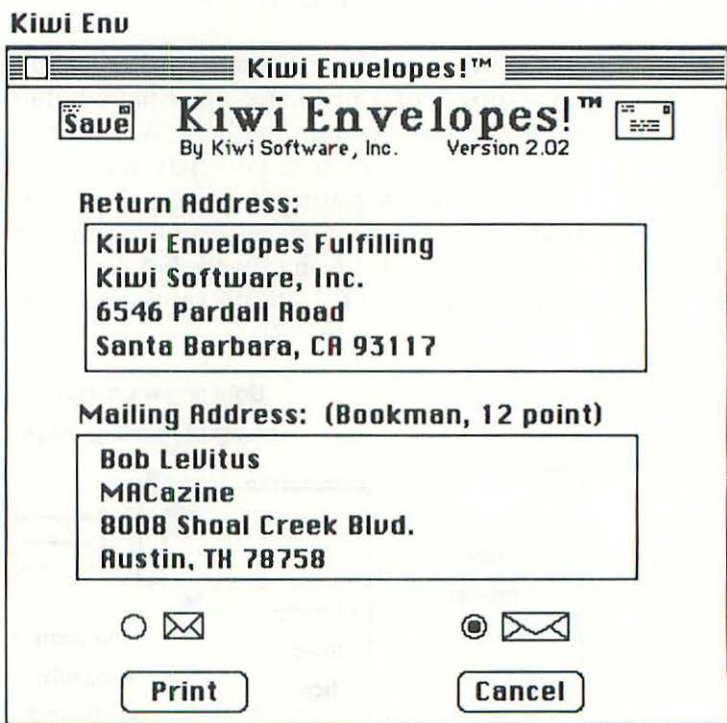 Kiwi Env
Kiwi Envelopes!™
Save
Kiwi Envelopes!™
By Kiwi Software, Inc. Version 2.02
Return Address:
Kiwi Envelopes Fulfilling
Kiwi Software, Inc.
6546 Pardall Road
Santa Barbara, CA 93117
Mailing Address: (Bookman, 12 point)
Bob LeVitus
MACazine
8008 Shoal Creek Blvd.
Austin, TX 78758
Print Cancel